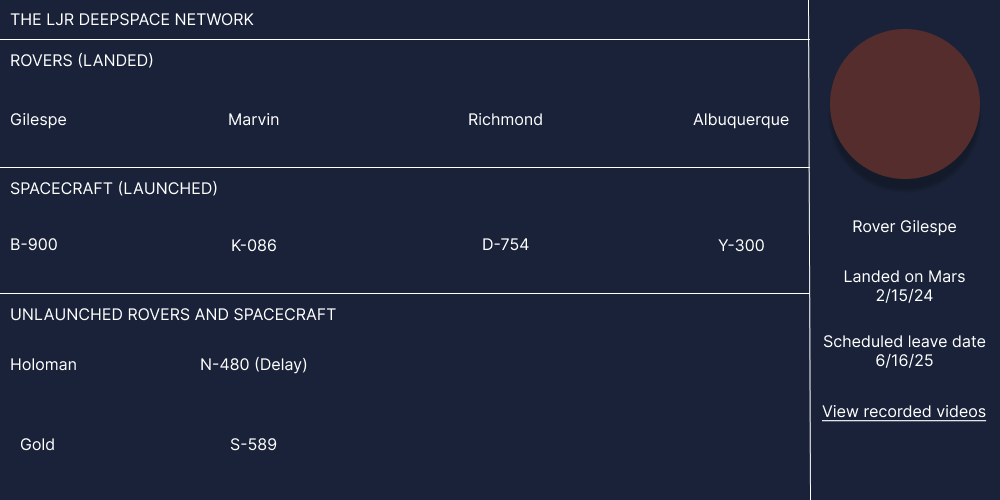 THE LJR DEEPSPACE NETWORK
ROVERS (LANDED)
Gilespe Marvin Richmond Albuquerque
SPACECRAFT (LAUNCHED)
B-900 K-086 D-754 Y-300
UNLAUNCHED ROVERS AND SPACECRAFT
Holoman N-480 (Delay)
Gold S-589
Rover Gilespe
Landed on Mars
2/15/24
Scheduled leave date
6/16/25
View recorded videos